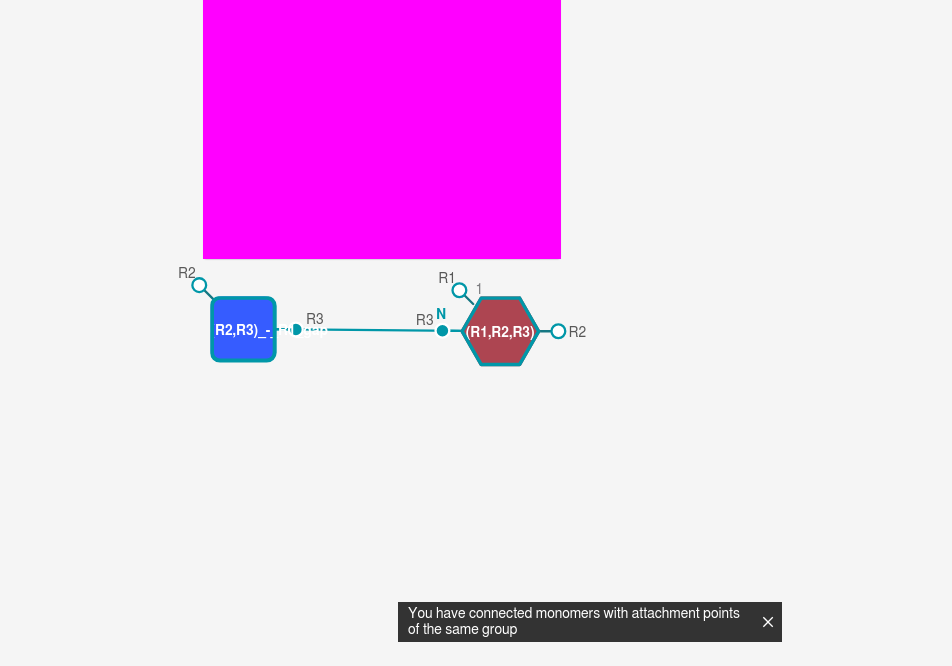 R2
R1
1
R3
R3
N
R2,R3)_-_
(R1,R2,R3)
R2
You have connected monomers with attachment points
of the same group